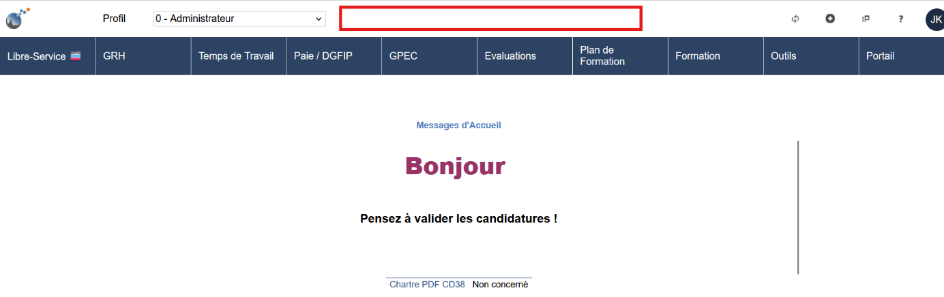 Profil 0 - Administrateur ? JK
Libre-Service GRH Temps de Travail Paie / DGFIP GPEC Evaluations Plan de Formation Formation Outils Portail
Messages d'Accueil
Bonjour
Pensez à valider les candidatures !
Chartre PDF CD38 Non concerné